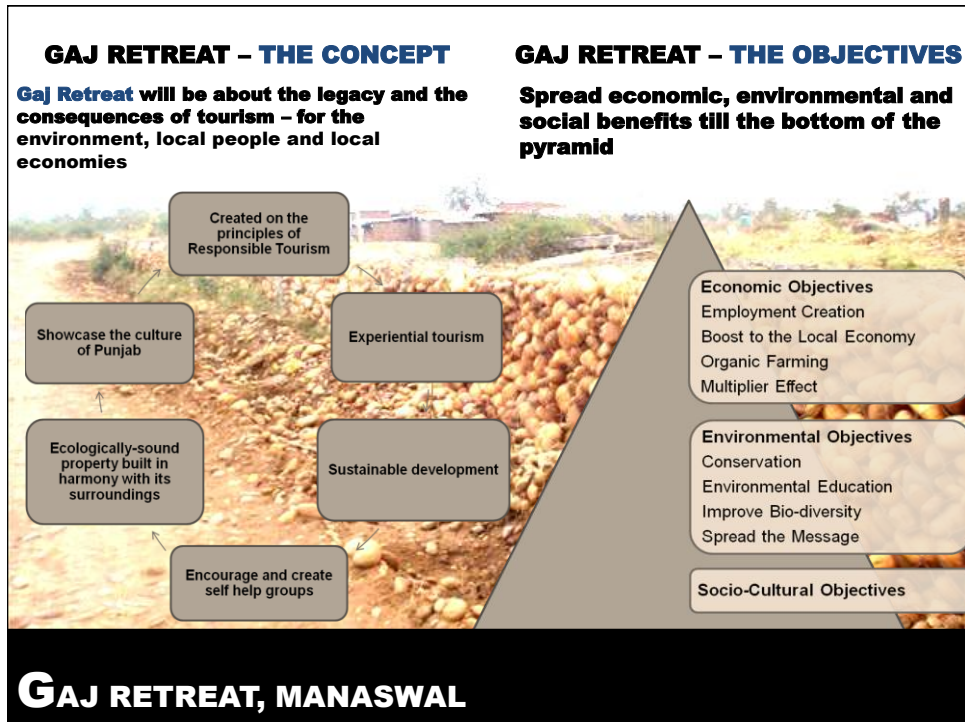 GAJ RETREAT – THE CONCEPT
Gaj Retreat will be about the legacy and the
consequences of tourism – for the
environment, local people and local
economies
Created on the
principles of
Responsible Tourism
Experiential tourism
Sustainable development
Encourage and create
self help groups
Ecologically-sound
property built in
harmony with its
surroundings
Showcase the culture
of Punjab
GAJ RETREAT – THE OBJECTIVES
Spread economic, environmental and
social benefits till the bottom of the
pyramid
Economic Objectives
Employment Creation
Boost to the Local Economy
Organic Farming
Multiplier Effect
Environmental Objectives
Conservation
Environmental Education
Improve Bio-diversity
Spread the Message
Socio-Cultural Objectives
GAJ RETREAT, MANASWAL